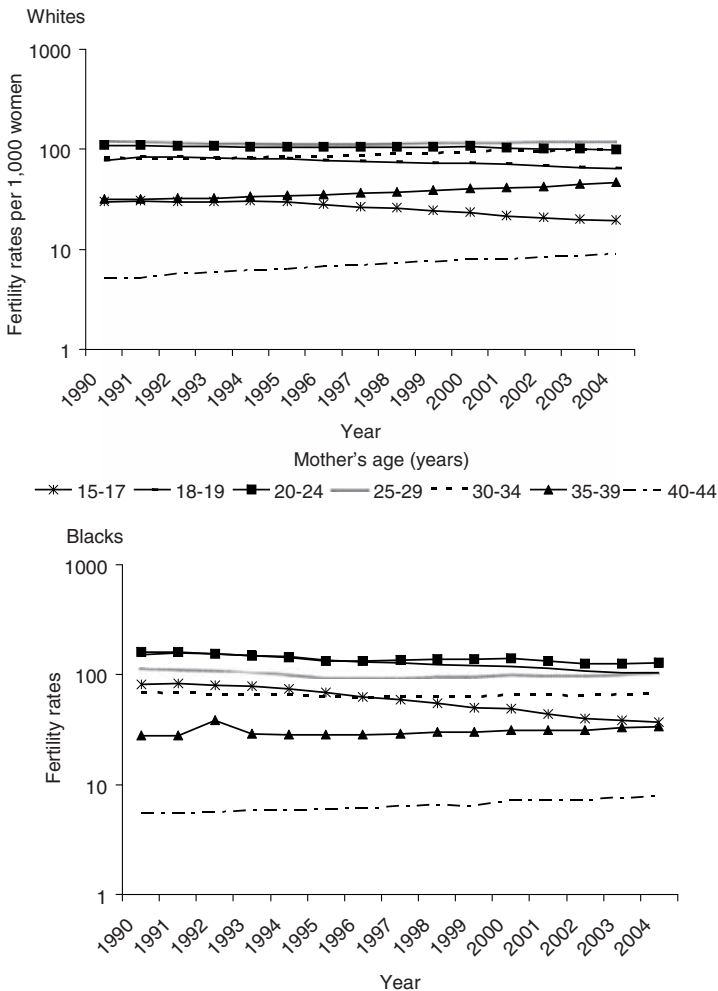 Whites
Fertility rates per 1,000 women
1000
100
10
1
1990 1991 1992 1993 1994 1995 1996 1997 1998 1999 2000 2001 2002 2003 2004
Year
Mother's age (years)
15-17 18-19 20-24 25-29 30-34 35-39 40-44
Blacks
Fertility rates
1000
100
10
1
1990 1991 1992 1993 1994 1995 1996 1997 1998 1999 2000 2001 2002 2003 2004
Year